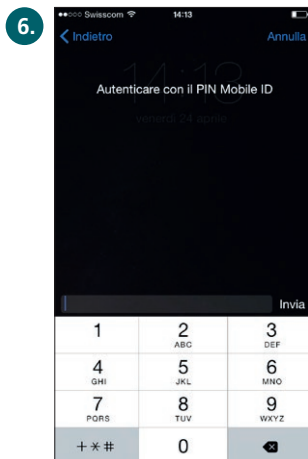 6.
Swisscom 14:13
Indietro Annulla
14:13
Autenticare con il PIN Mobile ID
venerdì 24 aprile
Invia
1 2 3
ABC DEF
4 5 6
GHI JKL MNO
7 8 9
PQRS TUV WXYZ
+*# 0